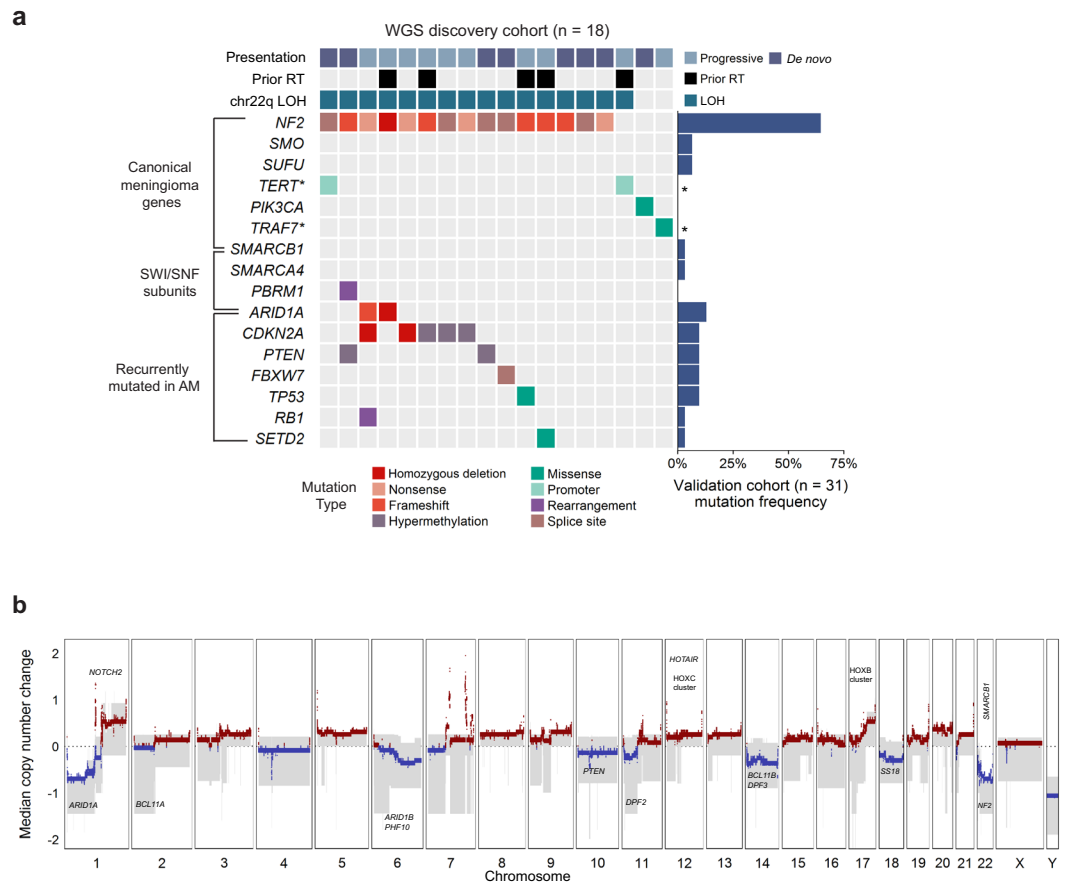 a
WGS discovery cohort (n = 18)
Presentation
Progressive
De novo
Prior RT
Prior RT
chr22q LOH
LOH
NF2
SMO
SUFU
Canonical
meningioma
genes
TERT*
*
PIK3CA
TRAF7*
*
SMARCB1
SWI/SNF
subunits
SMARCA4
PBRM1
ARID1A
CDKN2A
PTEN
Recurrently
mutated in AM
FBXW7
TP53
RB1
SETD2
0% 25% 50% 75%
Validation cohort (n = 31)
mutation frequency
Mutation
Type
Homozygous deletion
Nonsense
Frameshift
Hypermethylation
Missense
Promoter
Rearrangement
Splice site
b
Median copy number change
2
1
0
-1
-2
NOTCH2
ARID1A
BCL11A
ARID1B
PHF10
PTEN
DPF2
HOTAIR
HOXC
cluster
BCL11B,
DPF3
HOXB
cluster
SS18
SMARCB1
NF2
1 2 3 4 5 6 7 8 9 10 11 12 13 14 15 16 17 18 19 20 21 22 X Y
Chromosome